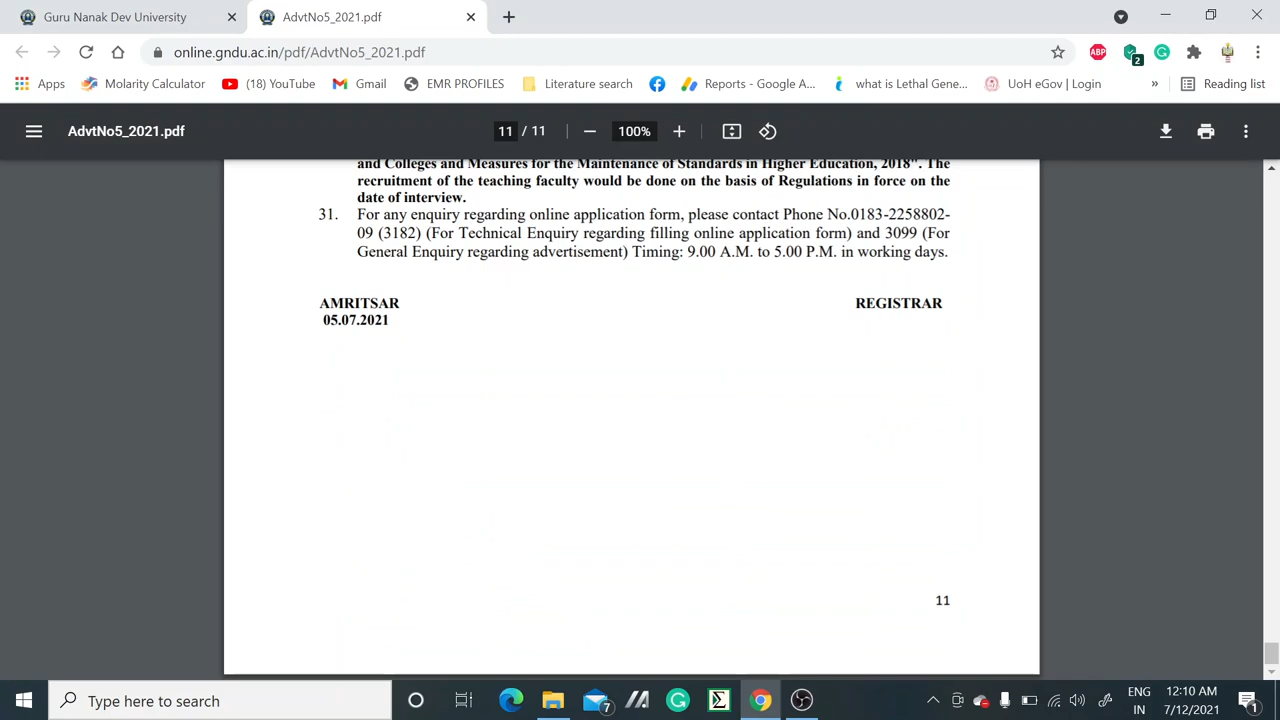 Guru Nanak Dev University
AdvtNo5_2021.pdf
online.gndu.ac.in/pdf/AdvtNo5_2021.pdf
ABP
2
Apps
Molarity Calculator
(18) YouTube
Gmail
EMR PROFILES
Literature search
Reports - Google A...
what is Lethal Gene...
UoH eGov | Login
»
Reading list
AdvtNo5_2021.pdf
11 / 11
100%
and Colleges and Measures for the Maintenance of Standards in Higher Education, 2018". The
recruitment of the teaching faculty would be done on the basis of Regulations in force on the
date of interview.
31. For any enquiry regarding online application form, please contact Phone No.0183-2258802-
09 (3182) (For Technical Enquiry regarding filling online application form) and 3099 (For
General Enquiry regarding advertisement) Timing: 9.00 A.M. to 5.00 P.M. in working days.
AMRITSAR REGISTRAR
05.07.2021
11
Type here to search
7
ENG
IN
12:10 AM
7/12/2021
1